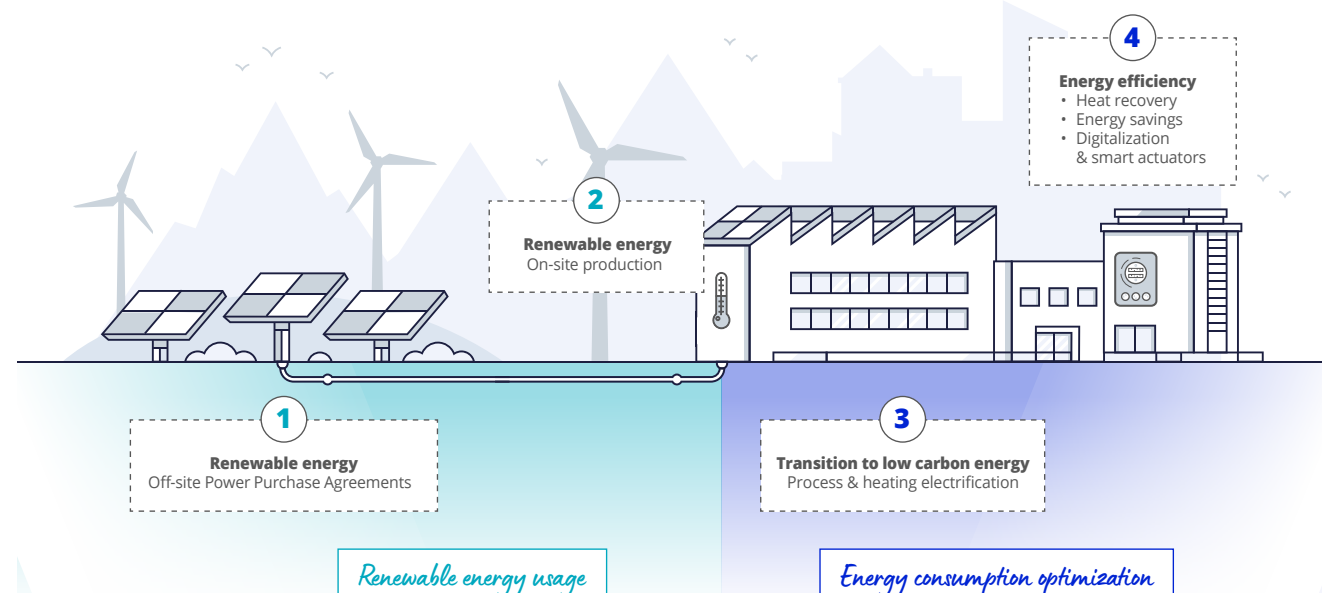 4
Energy efficiency
• Heat recovery
• Energy savings
• Digitalization
& smart actuators
2
Renewable energy
On-site production
1
Renewable energy
Off-site Power Purchase Agreements
3
Transition to low carbon energy
Process & heating electrification
Renewable energy usage
Energy consumption optimization